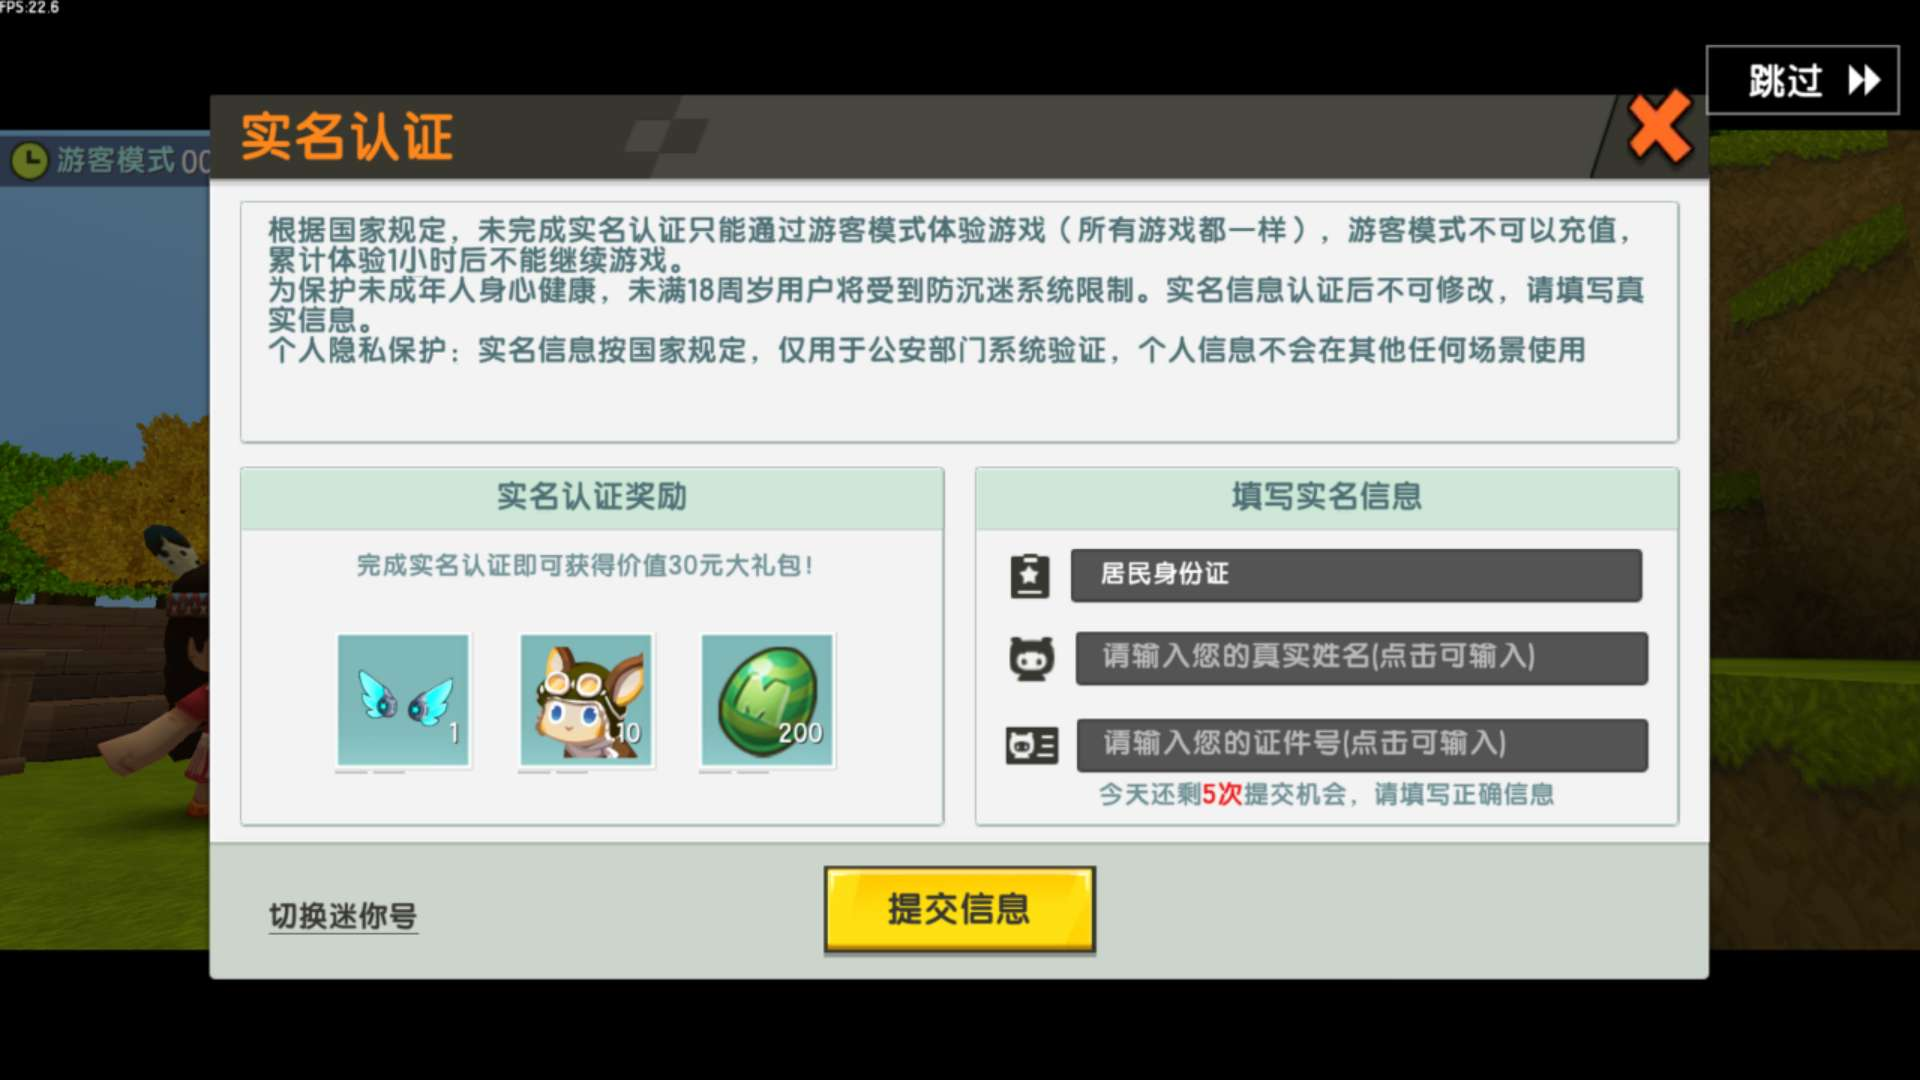 FPS:22.6
跳过
实名认证
游客模式 00
根据国家规定，未完成实名认证只能通过游客模式体验游戏（所有游戏都一样），游客模式不可以充值，
累计体验1小时后不能继续游戏。
为保护未成年人身心健康，未满18周岁用户将受到防沉迷系统限制。实名信息认证后不可修改，请填写真
实信息。
个人隐私保护：实名信息按国家规定，仅用于公安部门系统验证，个人信息不会在其他任何场景使用
实名认证奖励
完成实名认证即可获得价值30元大礼包！
1
10
200
填写实名信息
居民身份证
请输入您的真实姓名(点击可输入)
请输入您的证件号(点击可输入)
今天还剩5次提交机会，请填写正确信息
切换迷你号
提交信息